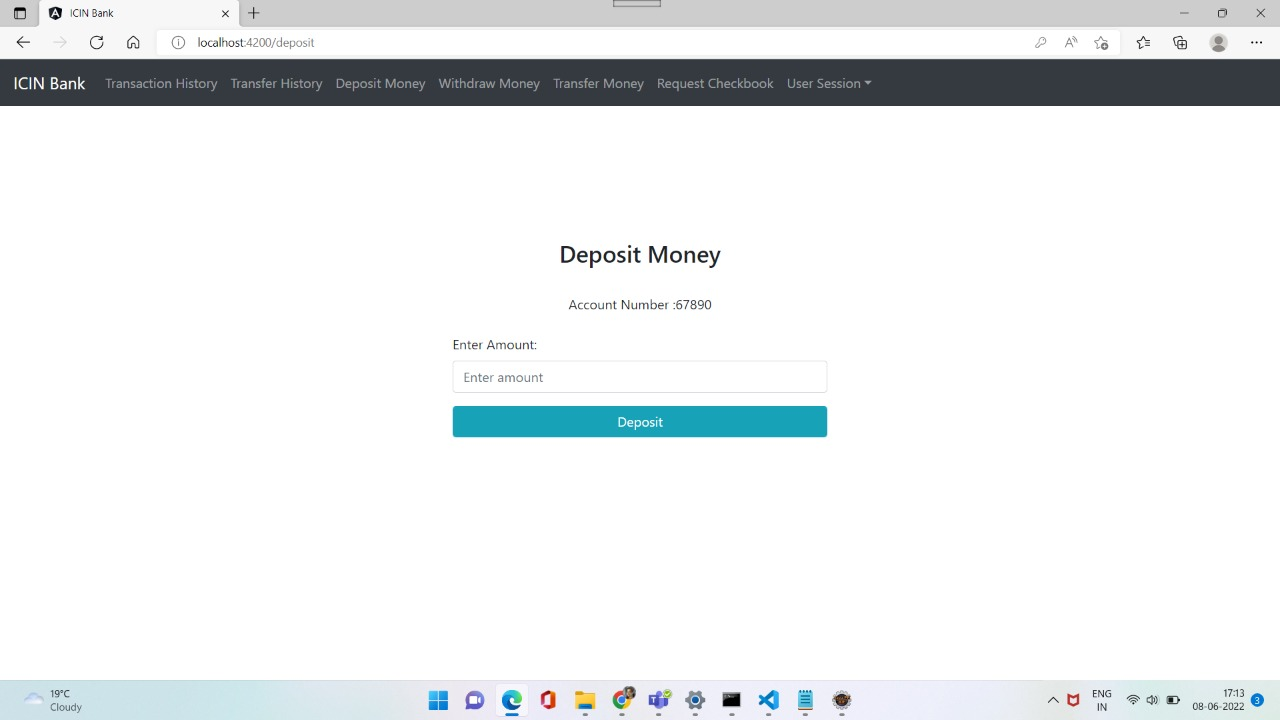 ICIN Bank
localhost:4200/deposit
ICIN Bank Transaction History Transfer History Deposit Money Withdraw Money Transfer Money Request Checkbook User Session
Deposit Money
Account Number :67890
Enter Amount:
Enter amount
Deposit
19°C
Cloudy
ENG
IN
17:13
08-06-2022
3